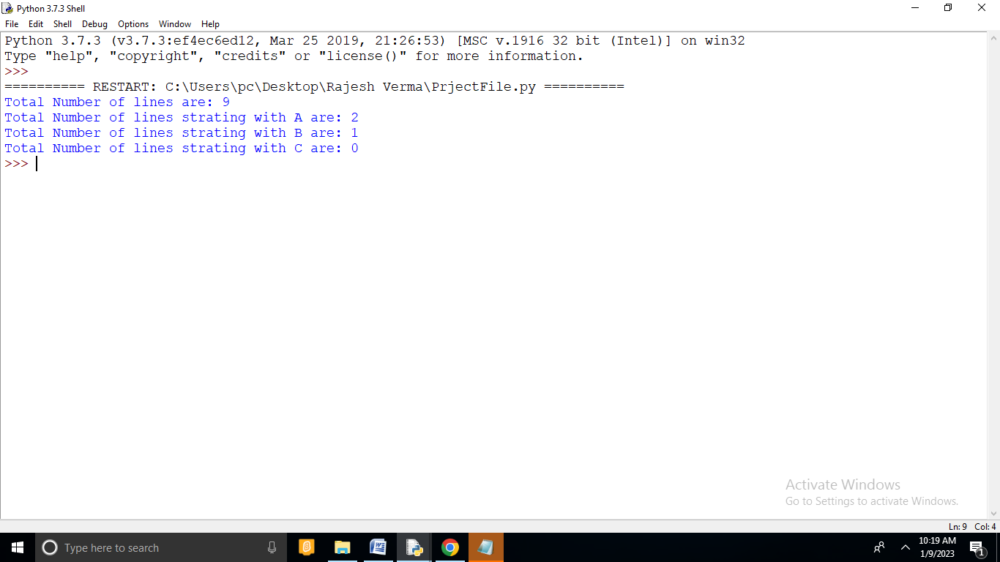 Python 3.7.3 Shell
File Edit Shell Debug Options Window Help
Python 3.7.3 (v3.7.3:ef4ec6ed12, Mar 25 2019, 21:26:53) [MSC v.1916 32 bit (Intel)] on win32
Type "help", "copyright", "credits" or "license()" for more information.
>>>
========== RESTART: C:\Users\pc\Desktop\Rajesh Verma\PrjectFile.py ==========
Total Number of lines are: 9
Total Number of lines strating with A are: 2
Total Number of lines strating with B are: 1
Total Number of lines strating with C are: 0
>>>
Activate Windows
Go to Settings to activate Windows.
Ln: 9 Col: 4
Type here to search
10:19 AM
1/9/2023
1